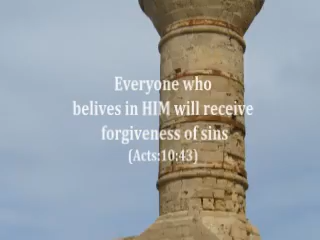 Everyone who
belives in HIM will receive
forgiveness of sins
(Acts:10:43)